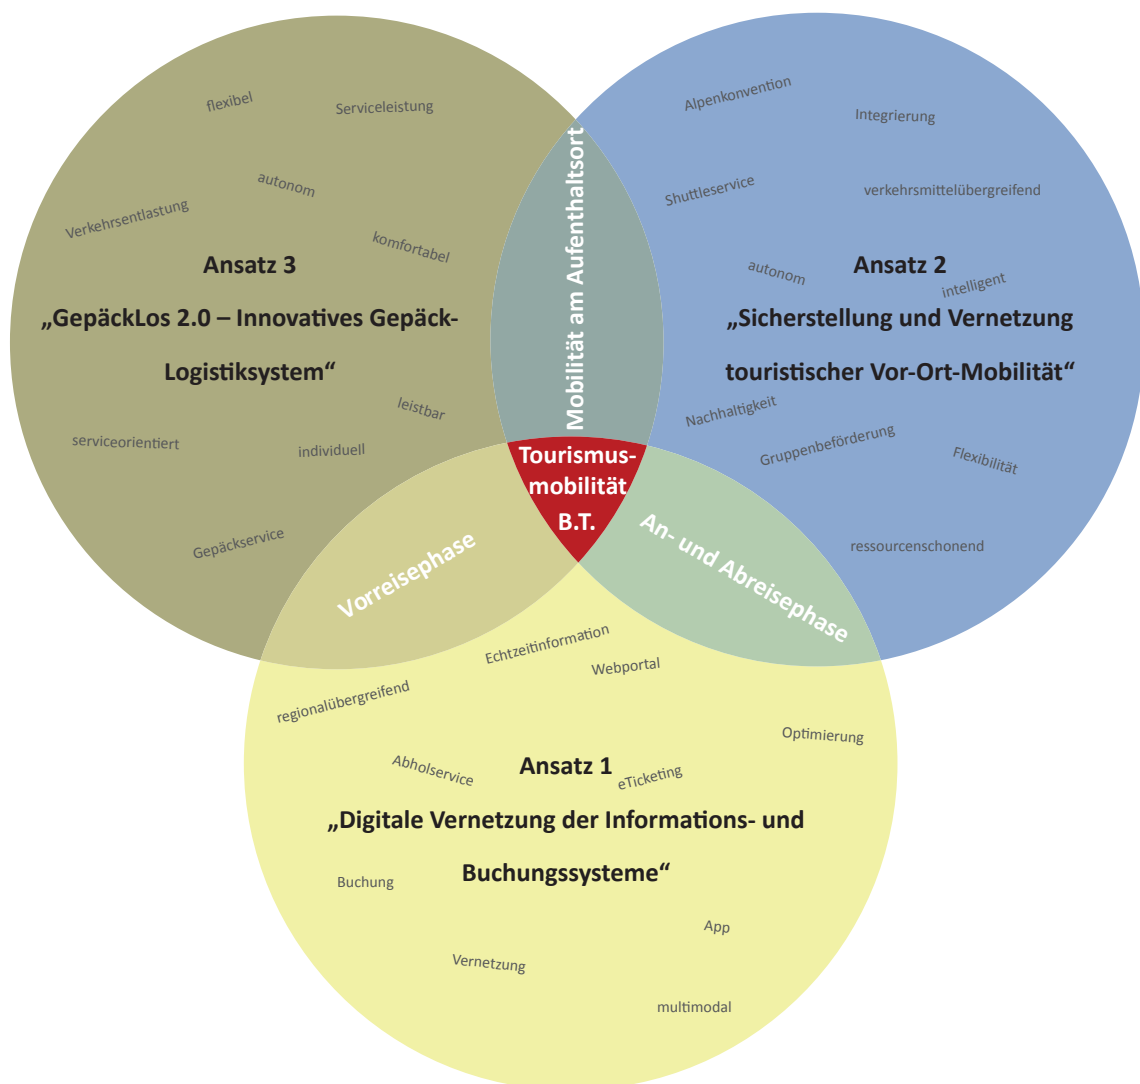 flexibel
Serviceleistung
autonom
Verkehrsentlastung
komfortabel
Ansatz 3
„GepäckLos 2.0 – Innovatives Gepäck-
Logistiksystem“
leistbar
serviceorientiert
individuell
Gepäckservice
Mobilität am Aufenthaltsort
Alpenkonvention
Integrierung
Shuttleservice
verkehrsmittelübergreifend
autonom
Ansatz 2
intelligent
„Sicherstellung und Vernetzung
touristischer Vor-Ort-Mobilität“
Nachhaltigkeit
Gruppenbeförderung
Flexibilität
ressourcenschonend
Tourismus-
mobilität
B.T.
Vorreisephase
An- und Abreisephase
Echtzeitinformation
Webportal
regionalübergreifend
Optimierung
Abholservice
Ansatz 1
eTicketing
„Digitale Vernetzung der Informations- und
Buchungssysteme“
Buchung
App
Vernetzung
multimodal